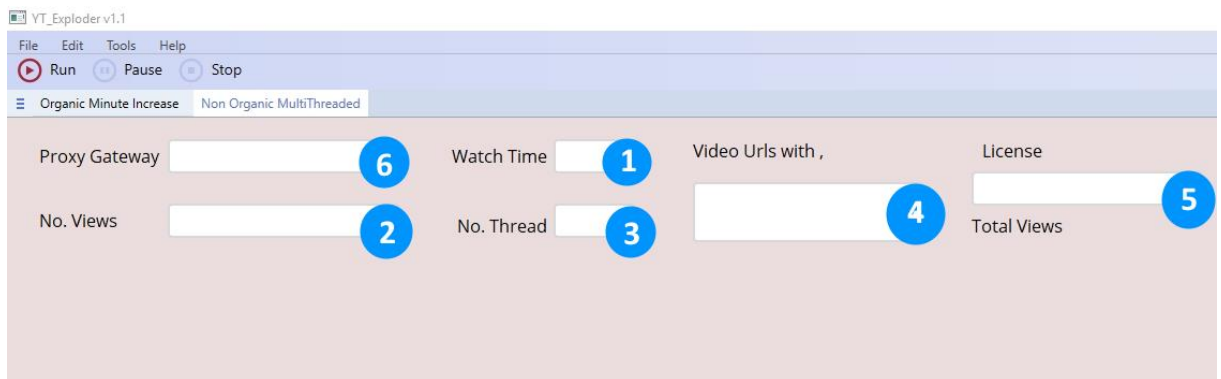 YT_Exploder v1.1
File Edit Tools Help
Run Pause Stop
Organic Minute Increase Non Organic MultiThreaded
Proxy Gateway 6 Watch Time 1 Video Urls with , License
No. Views 2 No. Thread 3 4 5
Total Views